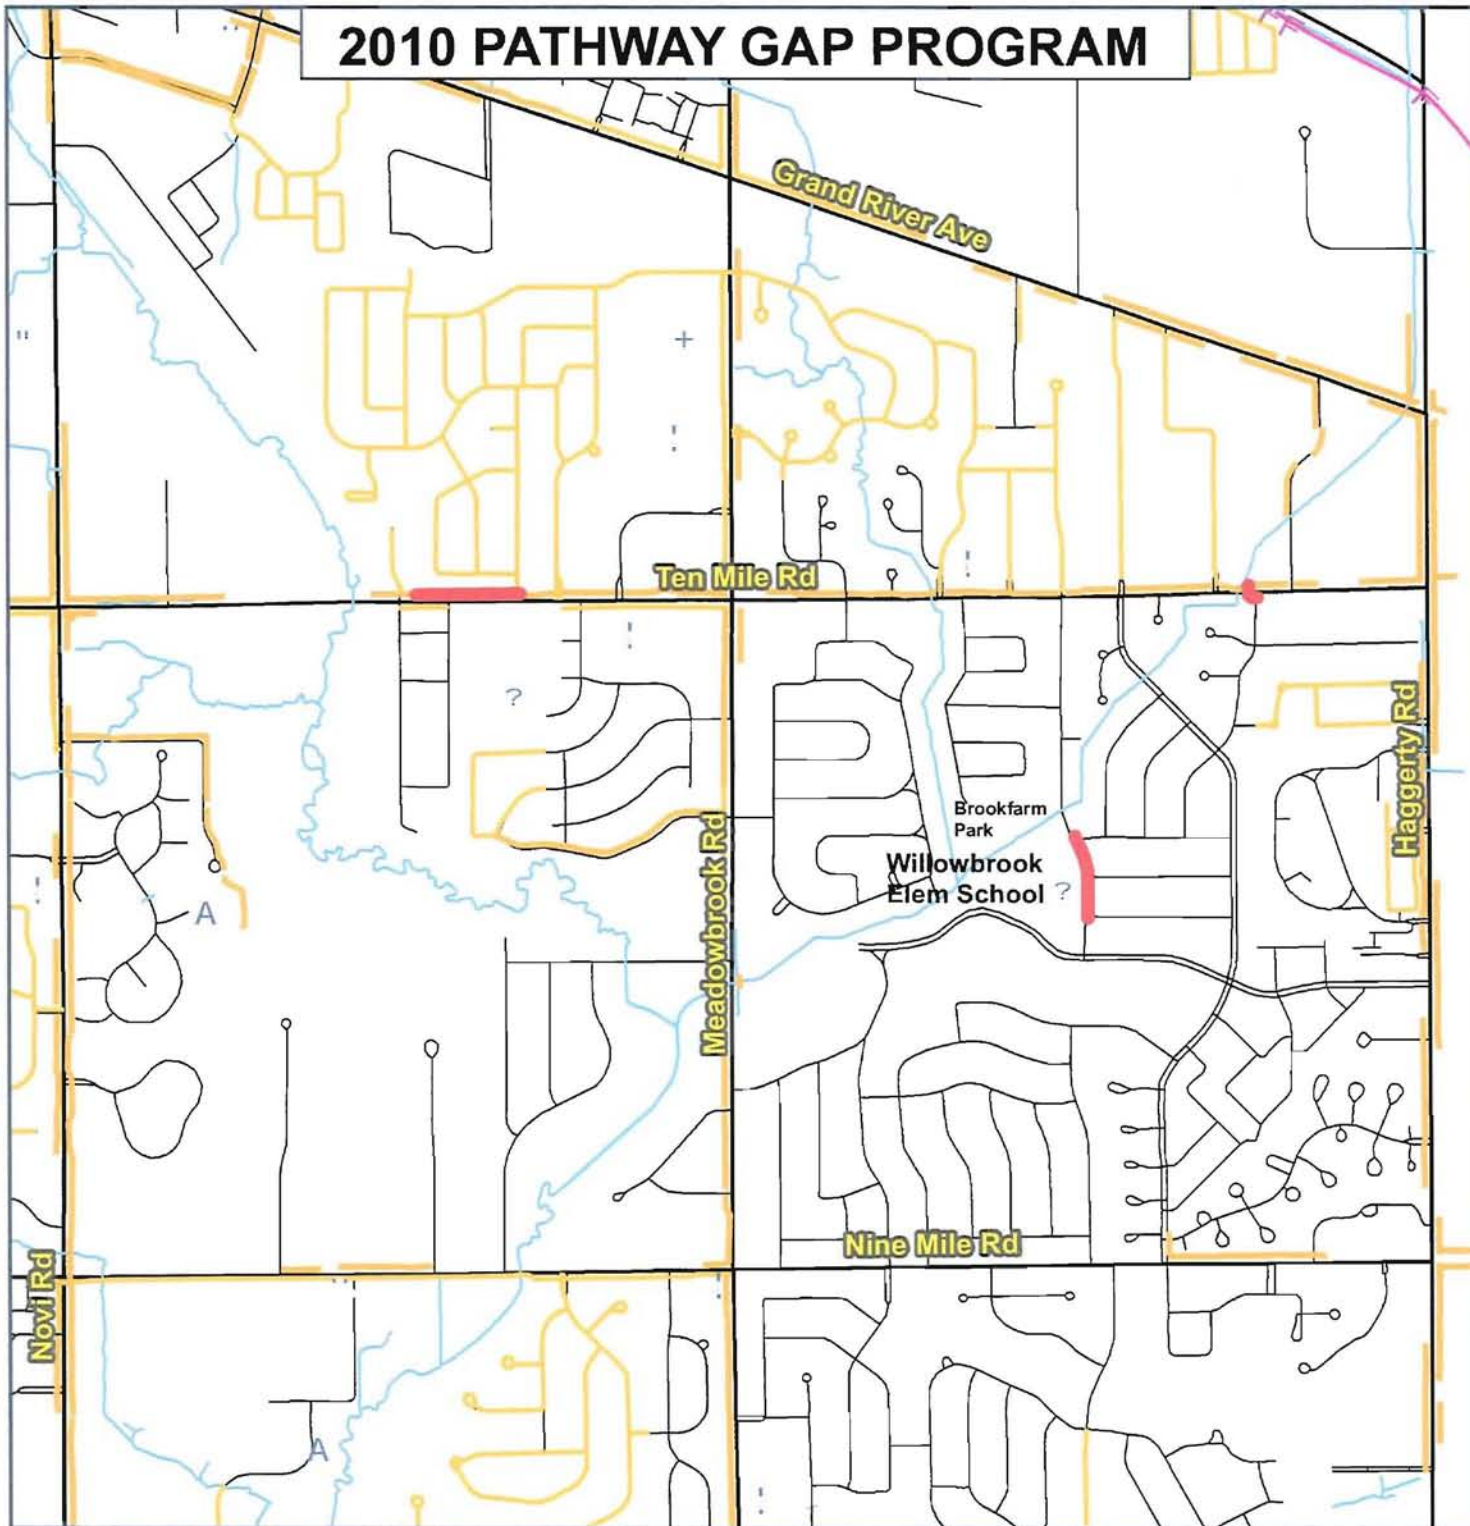 2010 PATHWAY GAP PROGRAM
Grand River Ave
Ten Mile Rd
Haggerty Rd
Brookfarm
Park
Willowbrook
Elem School
?
?
A
Meadowbrook Rd
Nine Mile Rd
Novi Rd
A